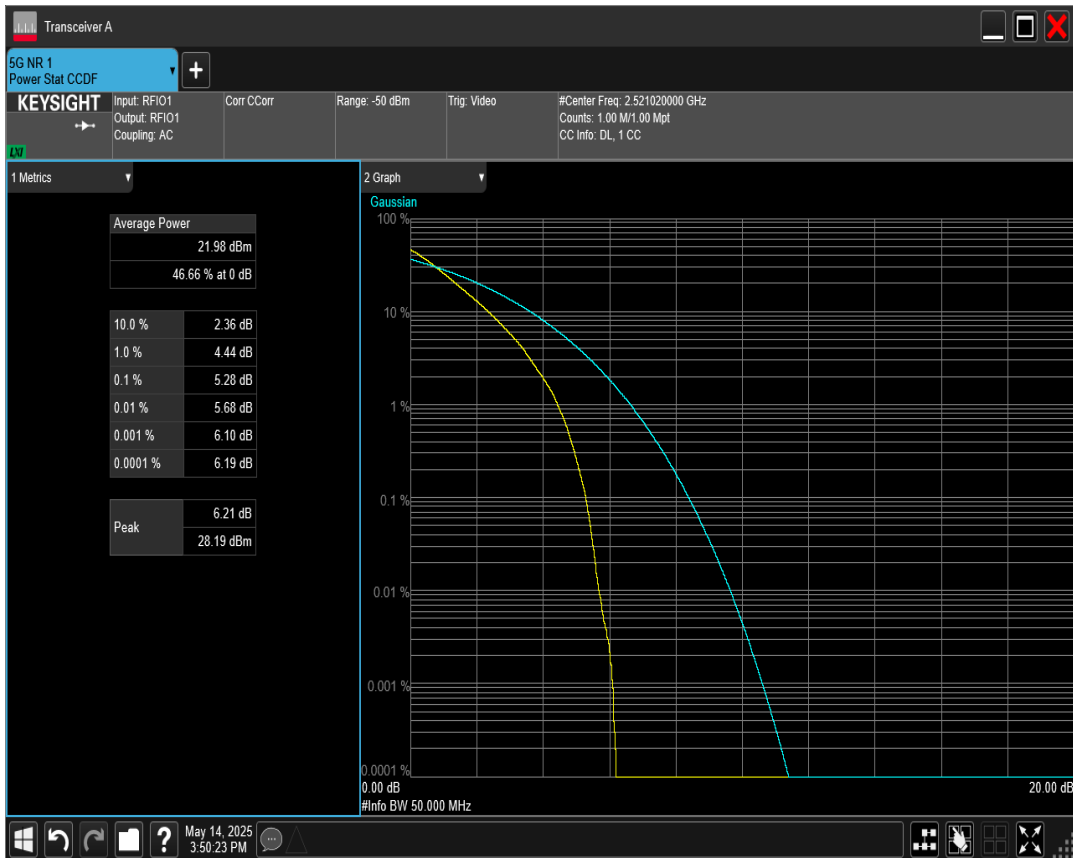 Transceiver A
5G NR 1
Power Stat CCDF
+
KEYSIGHT
LXI
Input: RFIO1
Output: RFIO1
Coupling: AC
Corr CCorr
Range: -50 dBm
Trig: Video
#Center Freq: 2.521020000 GHz
Counts: 1.00 M/1.00 Mpt
CC Info: DL, 1 CC
1 Metrics
Average Power
21.98 dBm
46.66 % at 0 dB
10.0 % 2.36 dB
1.0 % 4.44 dB
0.1 % 5.28 dB
0.01 % 5.68 dB
0.001 % 6.10 dB
0.0001 % 6.19 dB
Peak
6.21 dB
28.19 dBm
2 Graph
Gaussian
100 %
10 %
1 %
0.1 %
0.01 %
0.001 %
0.0001 %
0.00 dB
20.00 dB
#Info BW 50.000 MHz
?
May 14, 2025
3:50:23 PM